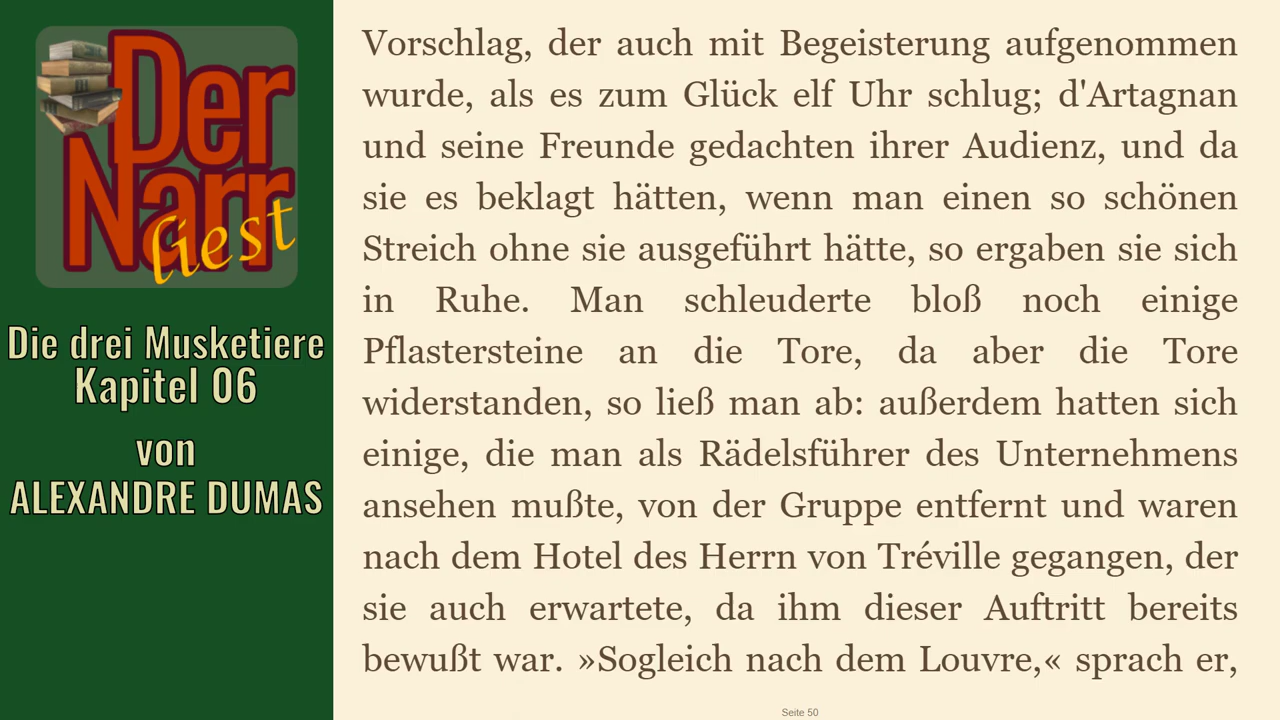 Der
Narr
liest
Die drei Musketiere
Kapitel 06
von
ALEXANDRE DUMAS
Vorschlag, der auch mit Begeisterung aufgenommen
wurde, als es zum Glück elf Uhr schlug; d'Artagnan
und seine Freunde gedachten ihrer Audienz, und da
sie es beklagt hätten, wenn man einen so schönen
Streich ohne sie ausgeführt hätte, so ergaben sie sich
in Ruhe. Man schleuderte bloß noch einige
Pflastersteine an die Tore, da aber die Tore
widerstanden, so ließ man ab: außerdem hatten sich
einige, die man als Rädelsführer des Unternehmens
ansehen mußte, von der Gruppe entfernt und waren
nach dem Hotel des Herrn von Tréville gegangen, der
sie auch erwartete, da ihm dieser Auftritt bereits
bewußt war. »Sogleich nach dem Louvre,« sprach er,
Seite 50